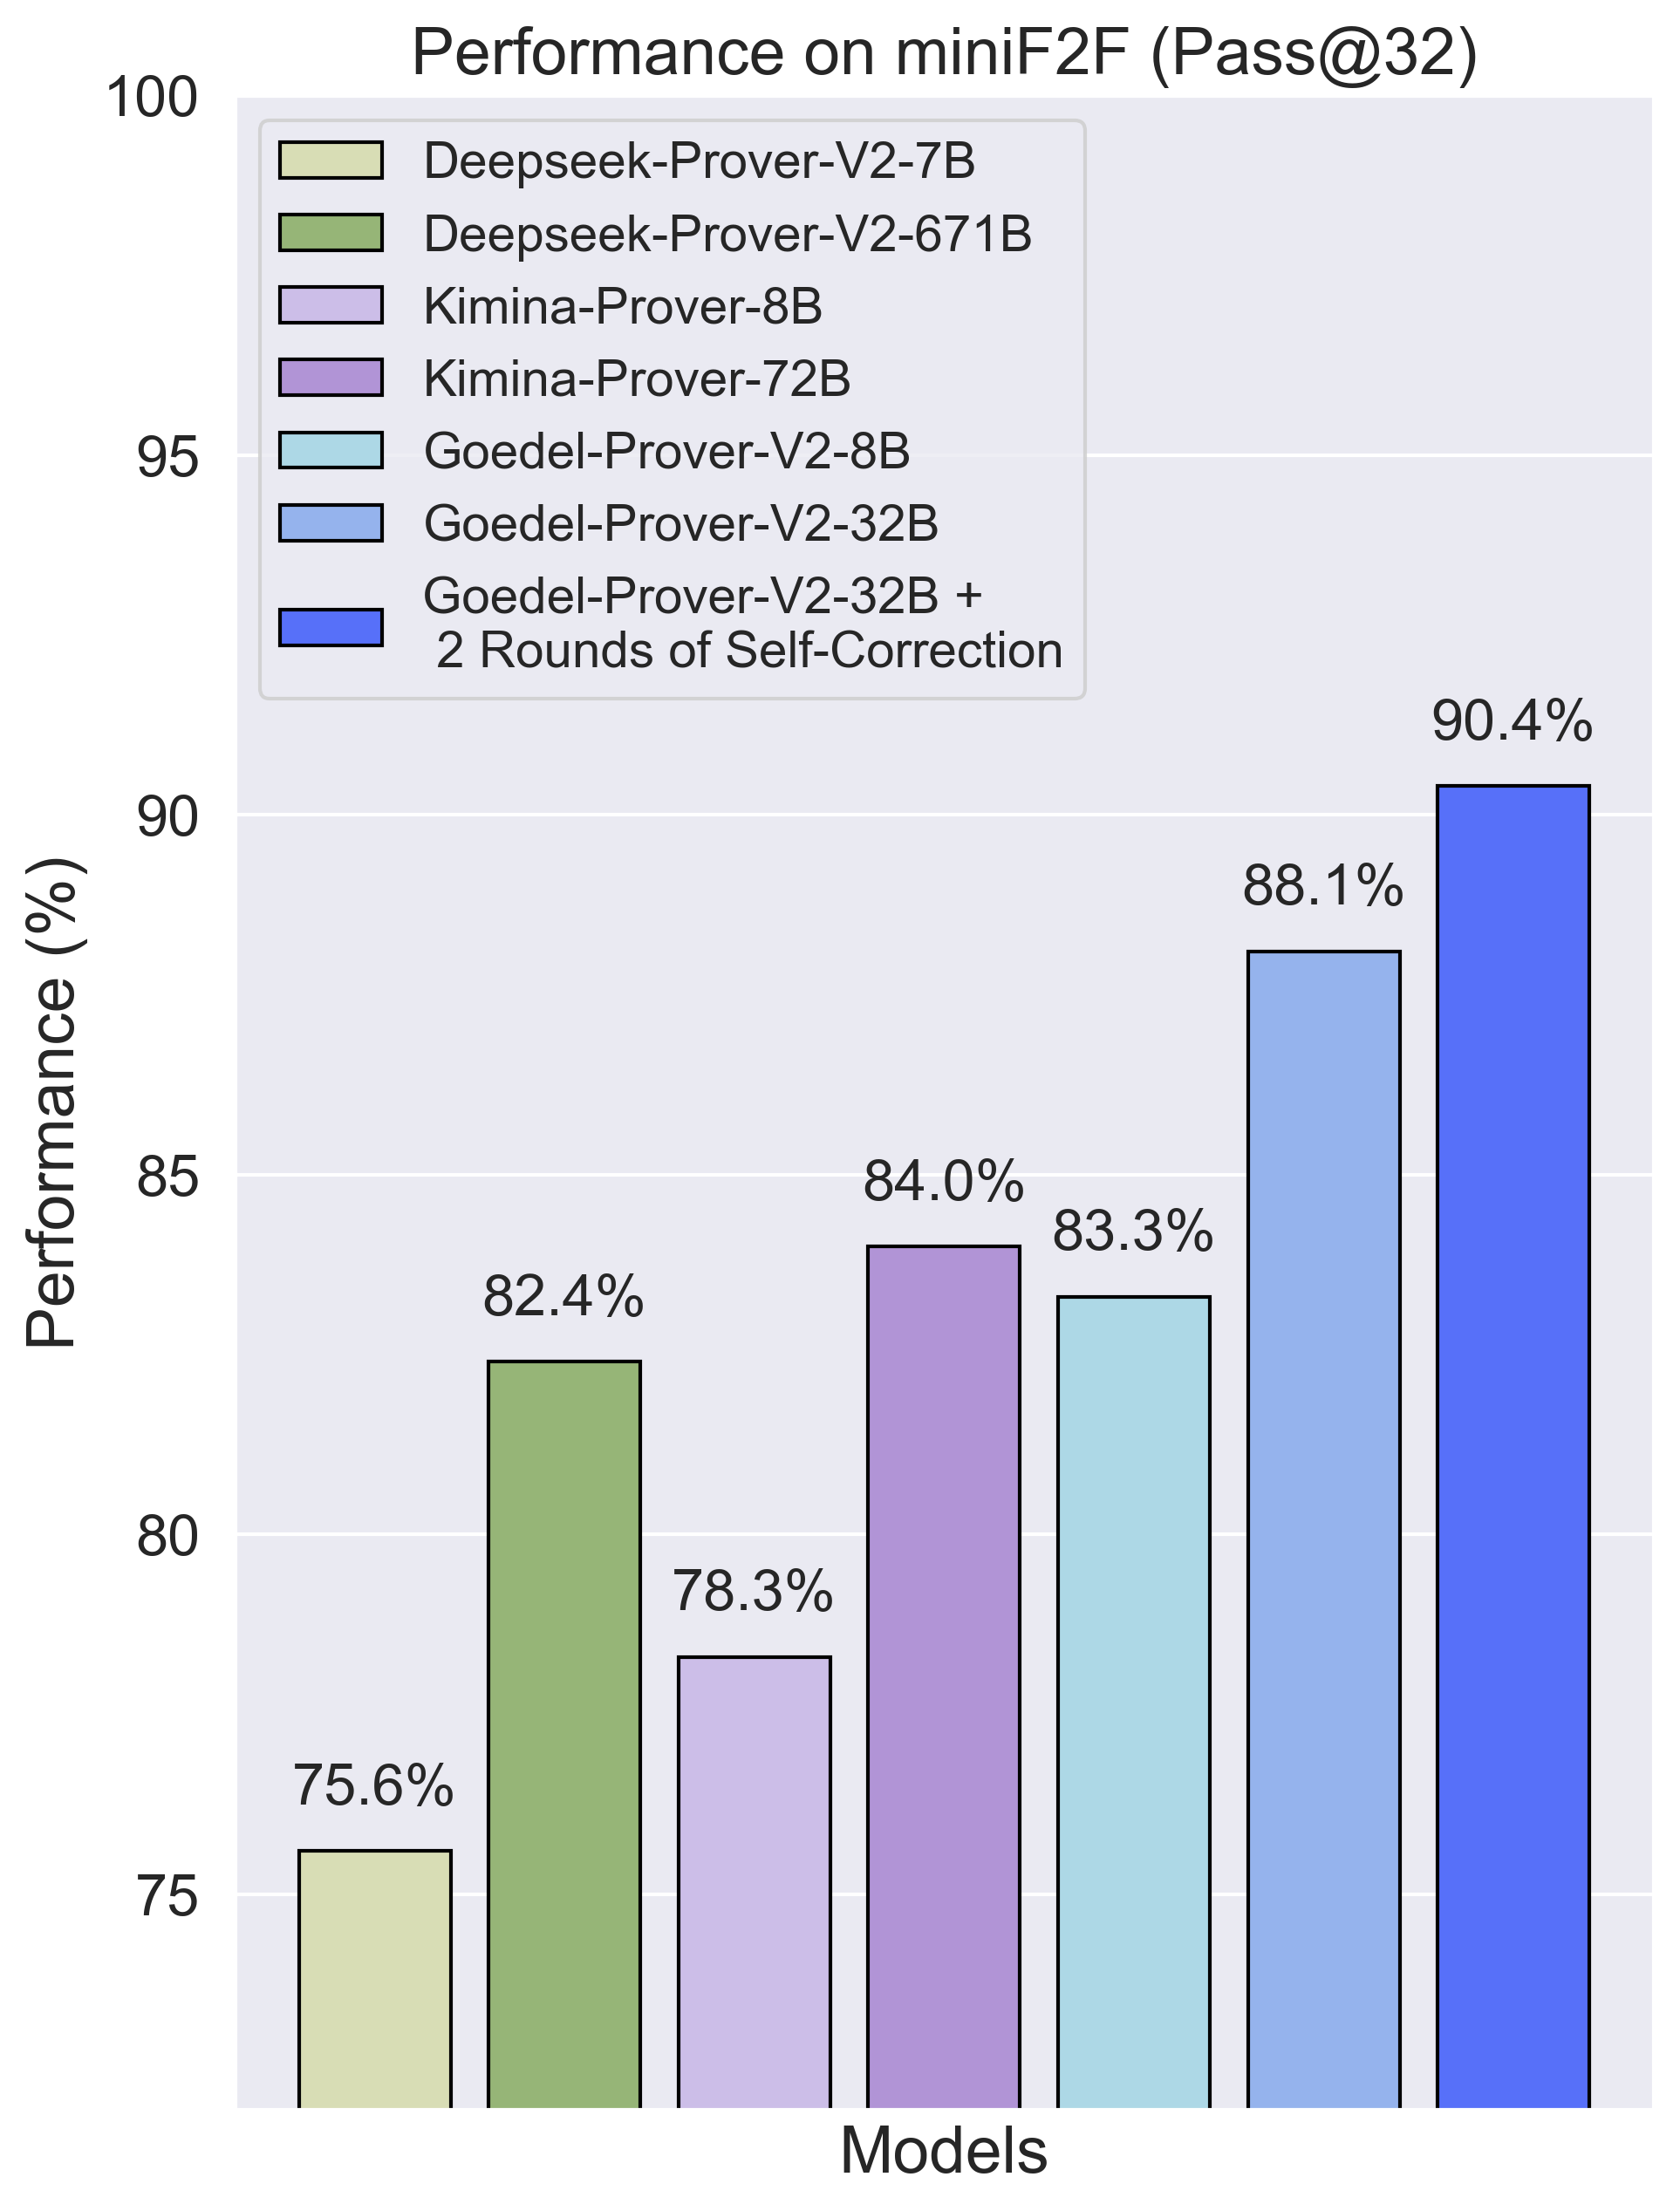 Performance on miniF2F (Pass@32)
100
95
90
85
80
75
Performance (%)
Deepseek-Prover-V2-7B
Deepseek-Prover-V2-671B
Kimina-Prover-8B
Kimina-Prover-72B
Goedel-Prover-V2-8B
Goedel-Prover-V2-32B
Goedel-Prover-V2-32B +
2 Rounds of Self-Correction
75.6%
82.4%
78.3%
84.0%
83.3%
88.1%
90.4%
Models